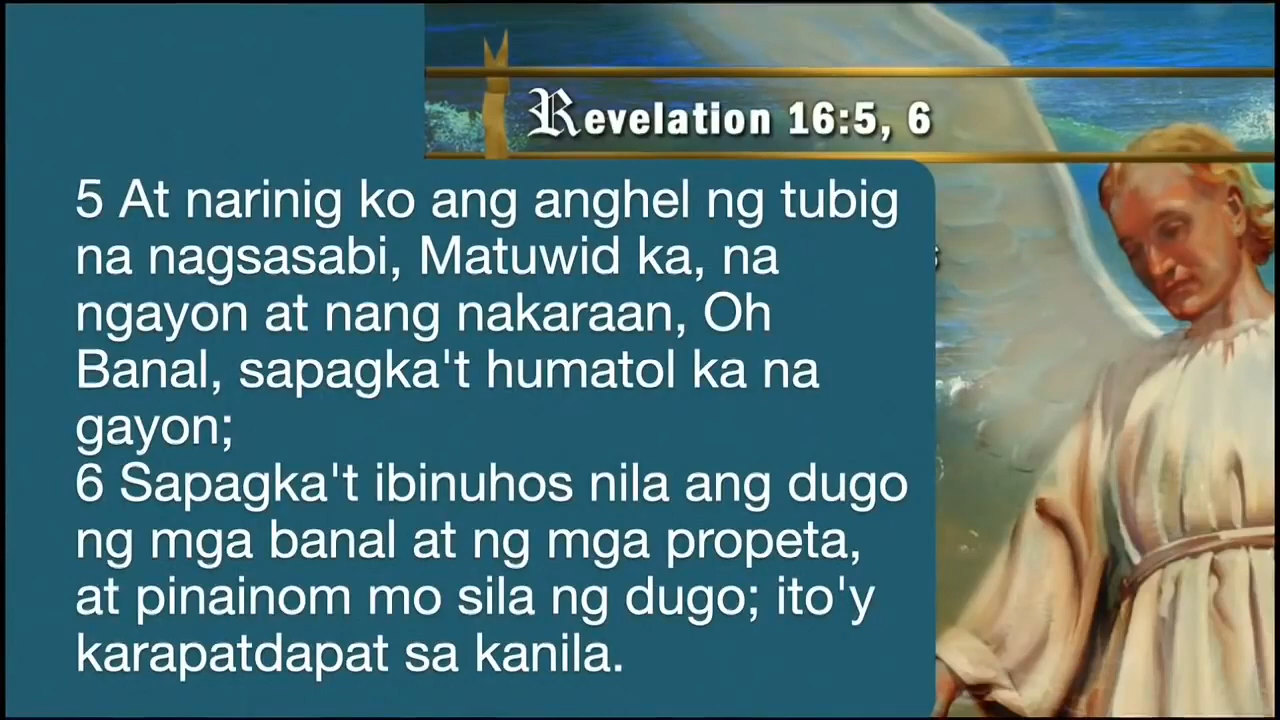 Revelation 16:5, 6
5 At narinig ko ang anghel ng tubig
na nagsasabi, Matuwid ka, na
ngayon at nang nakaraan, Oh
Banal, sapagka't humatol ka na
gayon;
6 Sapagka't ibinuhos nila ang dugo
ng mga banal at ng mga propeta,
at pinainom mo sila ng dugo; ito'y
karapatdapat sa kanila.